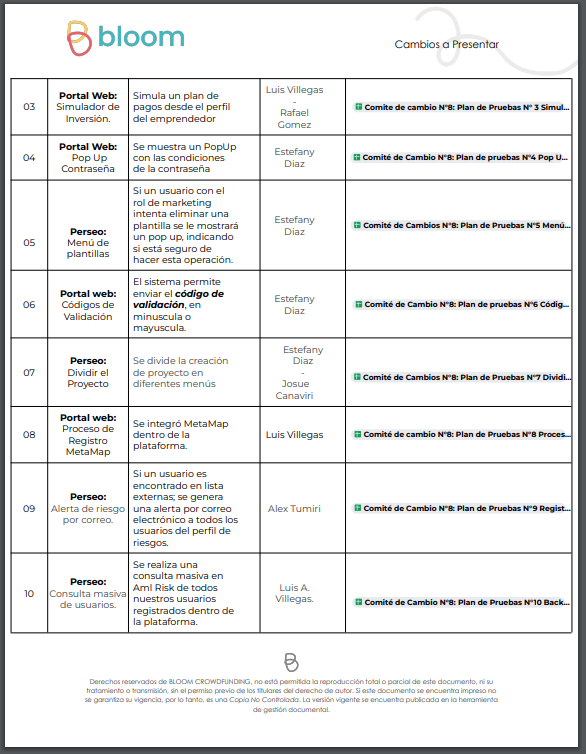 bloom
Cambios a Presentar
03
Portal Web:
Simulador de
Inversión.
Simula un plan de
pagos desde el perfil
del emprendedor
Luis Villegas
-
Rafael
Gomez
Comite de cambio N°8: Plan de Pruebas N° 3 Simul...
04
Portal Web:
Pop Up
Contraseña
Se muestra un PopUp
con las condiciones
de la contraseña
Estefany
Diaz
Comité de Cambio N°8: Plan de pruebas N°4 Pop U...
05
Perseo:
Menú de
plantillas
Si un usuario con el
rol de marketing
intenta eliminar una
plantilla se le mostrará
un pop up, indicando
si está seguro de
hacer esta operación.
Estefany
Diaz
Comité de Cambios N°8: Plan de Pruebas N°5 Menú...
06
Portal web:
Códigos de
Validación
El sistema permite
enviar el código de
validación, en
minuscula o
mayuscula.
Estefany
Diaz
Comité de Cambio N°8: Plan de pruebas N°6 Códig...
07
Perseo:
Dividir el
Proyecto
Se divide la creación
de proyecto en
diferentes menús
Estefany
Diaz
-
Josue
Canaviri
Comité de Cambios N°8: Plan de Pruebas N°7 Dividi...
08
Portal web:
Proceso de
Registro
MetaMap
Se integró MetaMap
dentro de la
plataforma.
Luis Villegas
Comité de cambio N°8: Plan de Pruebas N°8 Proces...
09
Perseo:
Alerta de riesgo
por correo.
Si un usuario es
encontrado en lista
externas; se genera
una alerta por correo
electrónico a todos los
usuarios del perfil de
riesgos.
Alex Tumiri
Comité de cambio N°8: Plan de Pruebas N°9 Regist...
10
Perseo:
Consulta masiva
de usuarios.
Se realiza una
consulta masiva en
Aml Risk de todos
nuestros usuarios
registrados dentro de
la plataforma.
Luis A.
Villegas.
Comité de Cambio N°8: Plan de Pruebas N°10 Back...
Derechos reservados de BLOOM CROWDFUNDING, no está permitida la reproducción total o parcial de este documento, ni su
tratamiento o transmisión, sin el permiso previo de los titulares del derecho de autor. Si este documento se encuentra impreso no
se garantiza su vigencia, por lo tanto, es una Copia No Controlada. La versión vigente se encuentra publicada en la herramienta
de gestión documental.